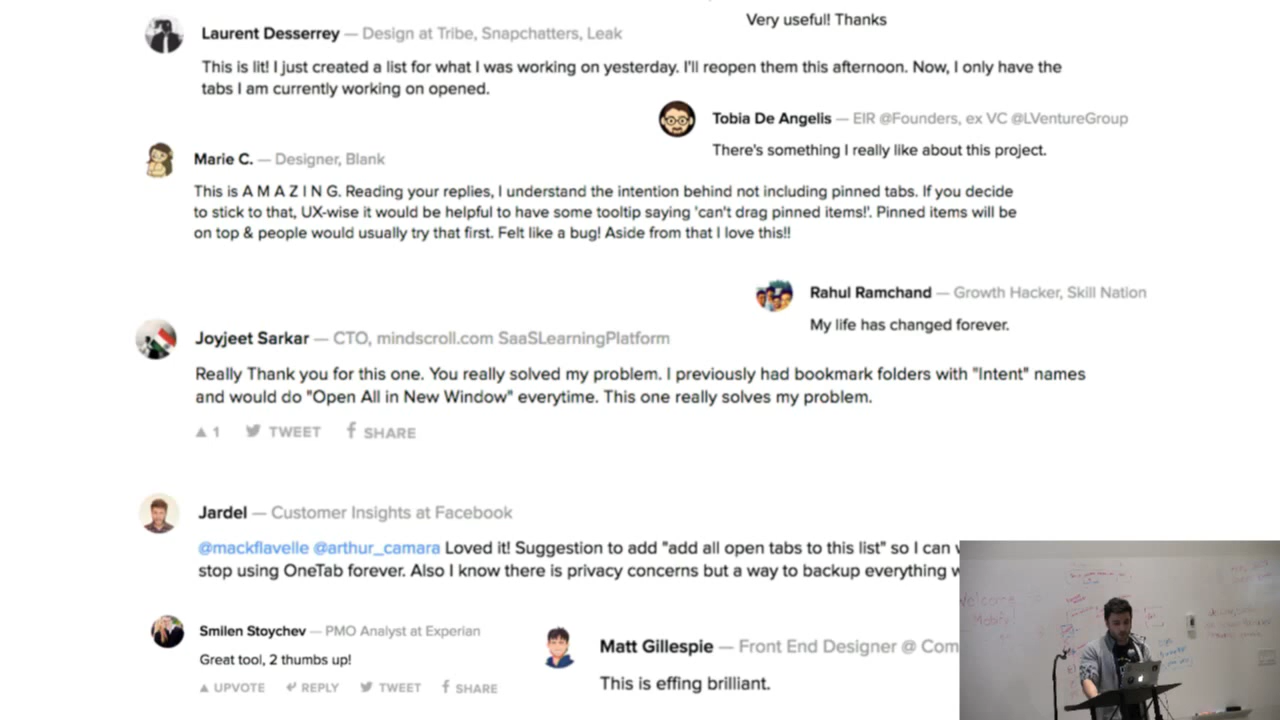 Very useful! Thanks
Laurent Desserrey — Design at Tribe, Snapchatters, Leak
This is lit! I just created a list for what I was working on yesterday. I'll reopen them this afternoon. Now, I only have the
tabs I am currently working on opened.
Tobia De Angelis — EIR @Founders, ex VC @LVentureGroup
There's something I really like about this project.
Marie C. — Designer, Blank
This is A M A Z I N G. Reading your replies, I understand the intention behind not including pinned tabs. If you decide
to stick to that, UX-wise it would be helpful to have some tooltip saying 'can't drag pinned items!'. Pinned items will be
on top & people would usually try that first. Felt like a bug! Aside from that I love this!!
Rahul Ramchand — Growth Hacker, Skill Nation
My life has changed forever.
Joyjeet Sarkar — CTO, mindscroll.com SaaSLearningPlatform
Really Thank you for this one. You really solved my problem. I previously had bookmark folders with "Intent" names
and would do "Open All in New Window" everytime. This one really solves my problem.
▲ 1 TWEET SHARE
Jardel — Customer Insights at Facebook
@mackflavelle @arthur_camara Loved it! Suggestion to add "add all open tabs to this list" so I can
stop using OneTab forever. Also I know there is privacy concerns but a way to backup everything
Smilen Stoychev — PMO Analyst at Experian
Great tool, 2 thumbs up!
▲ UPVOTE REPLY TWEET SHARE
Matt Gillespie — Front End Designer @ Com
This is effing brilliant.
Welcome